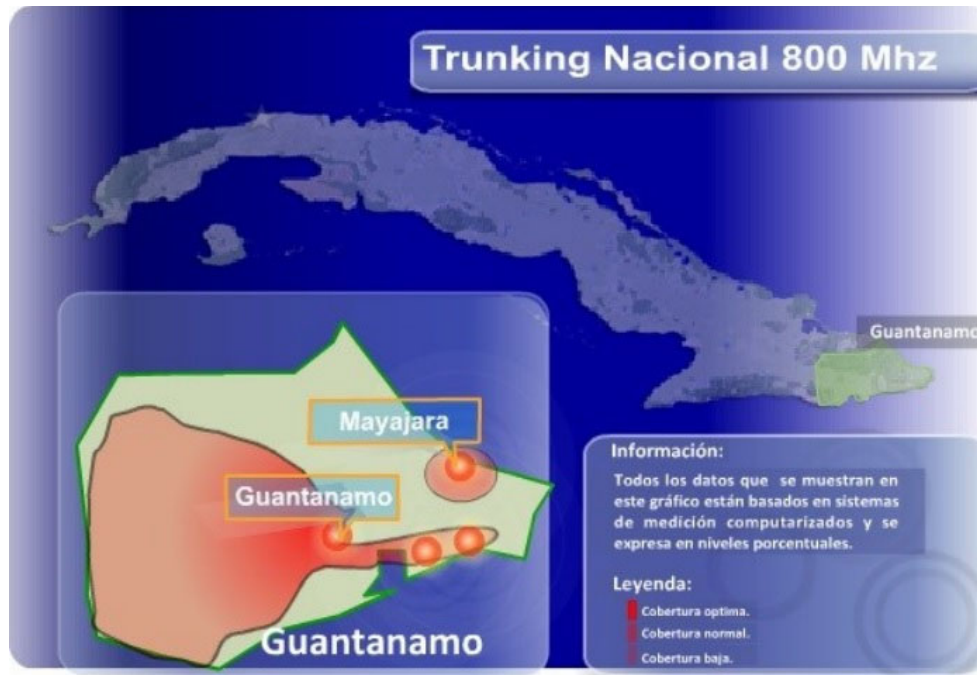 Trunking Nacional 800 Mhz
Guantanamo
Mayajara
Guantanamo
Guantanamo
Información:
Todos los datos que se muestran en
este gráfico están basados en sistemas
de medición computarizados y se
expresa en niveles porcentuales.
Leyenda:
Cobertura optima.
Cobertura normal.
Cobertura baja.